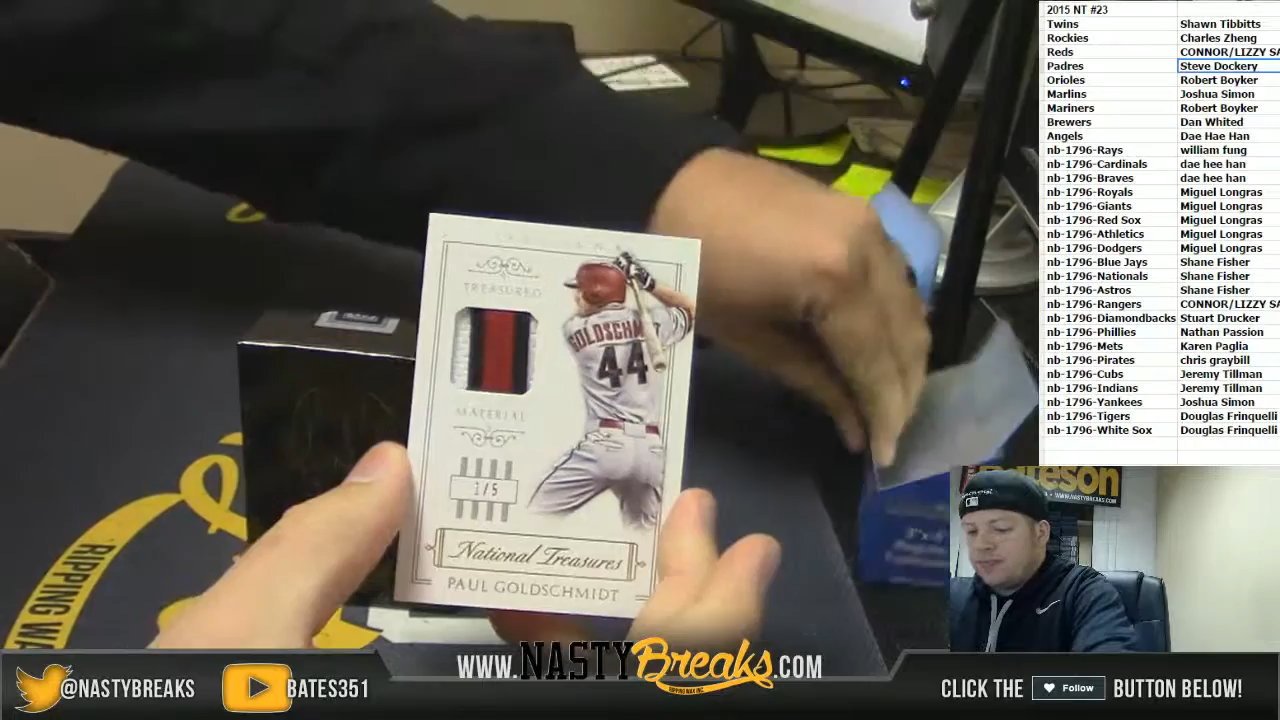 2015 NT #23
Twins Shawn Tibbitts
Rockies Charles Zheng
Reds CONNOR/LIZZY SA
Padres Steve Dockery
Orioles Robert Boyker
Marlins Joshua Simon
Mariners Robert Boyker
Brewers Dan Whited
Angels Dae Hae Han
nb-1796-Rays william fung
nb-1796-Cardinals dae hee han
nb-1796-Braves dae hee han
nb-1796-Royals Miguel Longras
nb-1796-Giants Miguel Longras
nb-1796-Red Sox Miguel Longras
nb-1796-Athletics Miguel Longras
nb-1796-Dodgers Miguel Longras
nb-1796-Blue Jays Shane Fisher
nb-1796-Nationals Shane Fisher
nb-1796-Astros Shane Fisher
nb-1796-Rangers CONNOR/LIZZY SA
nb-1796-Diamondbacks Stuart Drucker
nb-1796-Phillies Nathan Passion
nb-1796-Mets Karen Paglia
nb-1796-Pirates chris graybill
nb-1796-Cubs Jeremy Tillman
nb-1796-Indians Jeremy Tillman
nb-1796-Yankees Joshua Simon
nb-1796-Tigers Douglas Frinquelli
nb-1796-White Sox Douglas Frinquelli
TREASURED
MATERIAL
GOLDSCHM
44
1/5
National Treasures
PAUL GOLDSCHMIDT
RIPPING WA
WWW.NASTYBREAKS.COM
@NASTYBREAKS
BATES351
WWW.NASTYBreaks.COM
RIPPING WAX INC.
CLICK THE Follow BUTTON BELOW!